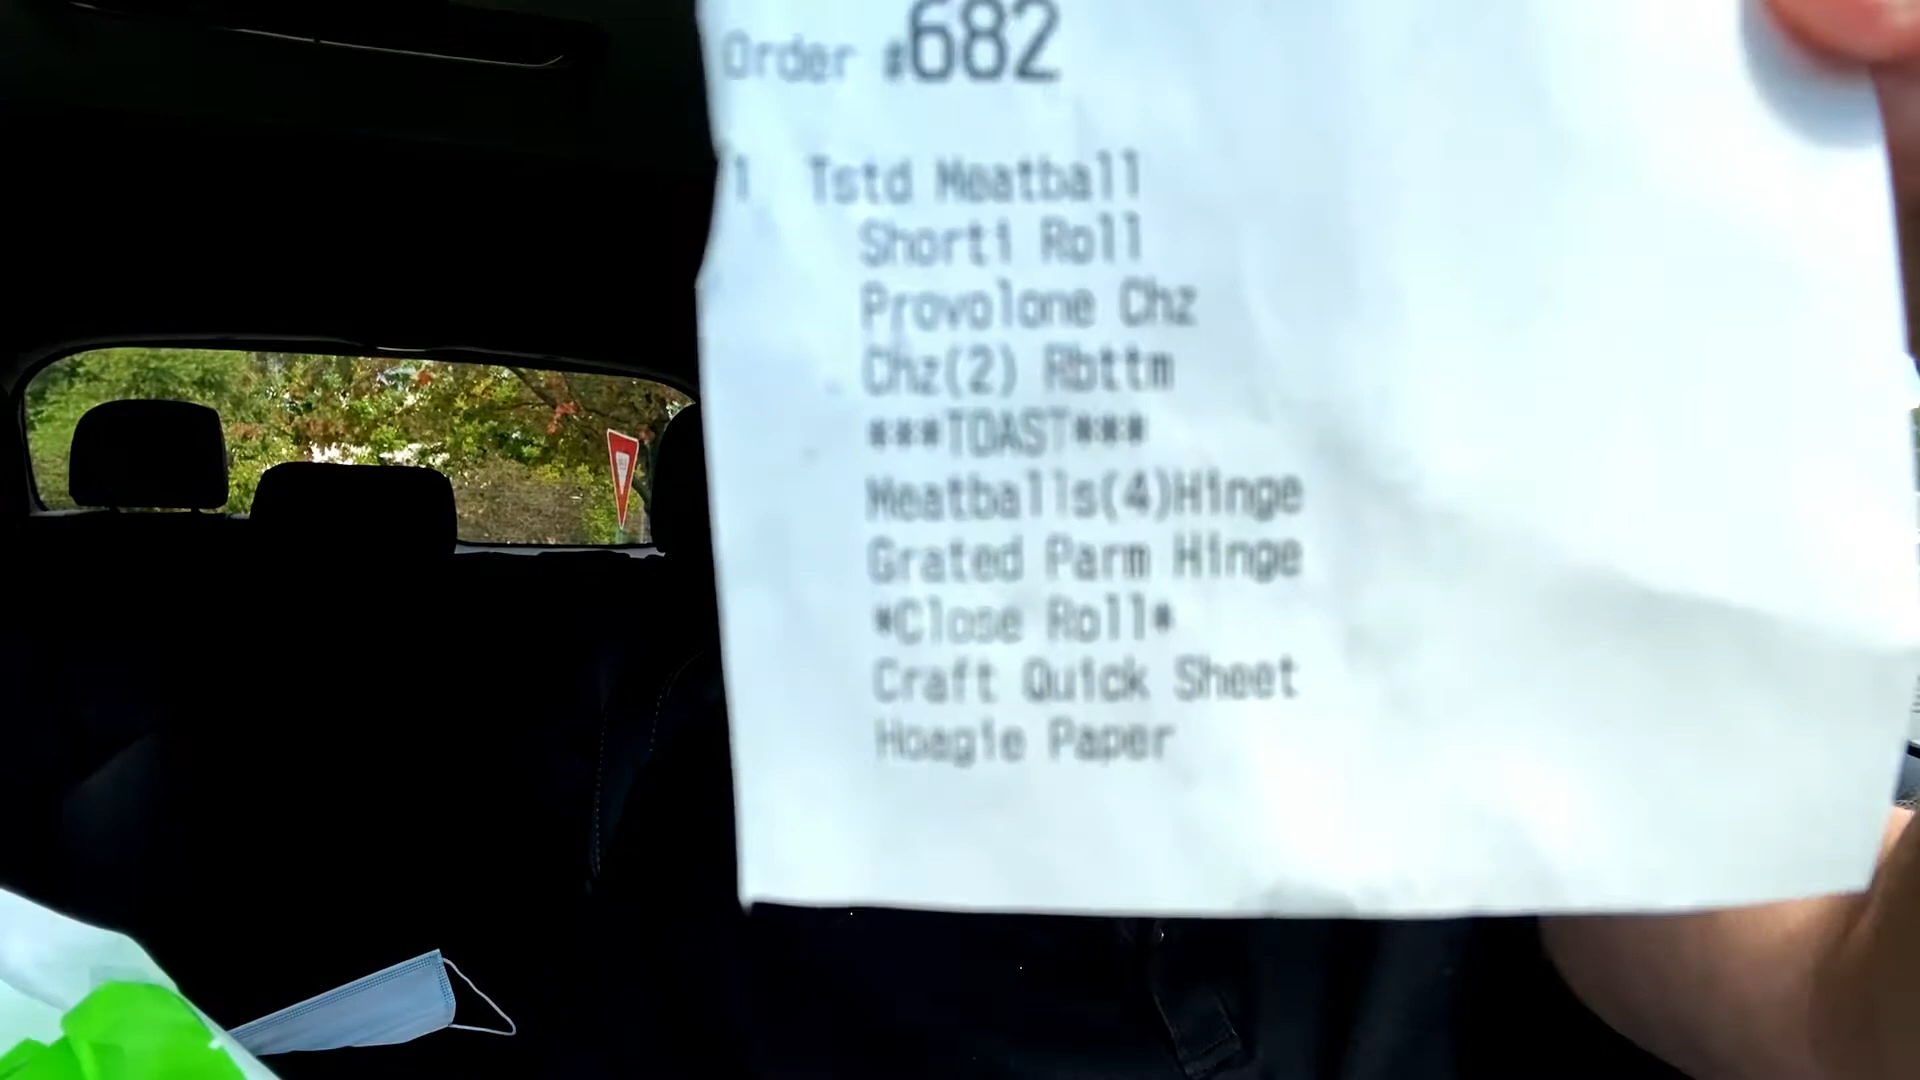 Order #682
1 Tstd Meatball
Shorti Roll
Provolone Chz
Chz(2) Rbttm
***TOAST***
Meatballs(4)Hinge
Grated Parm Hinge
*Close Roll*
Craft Quick Sheet
Hoagie Paper